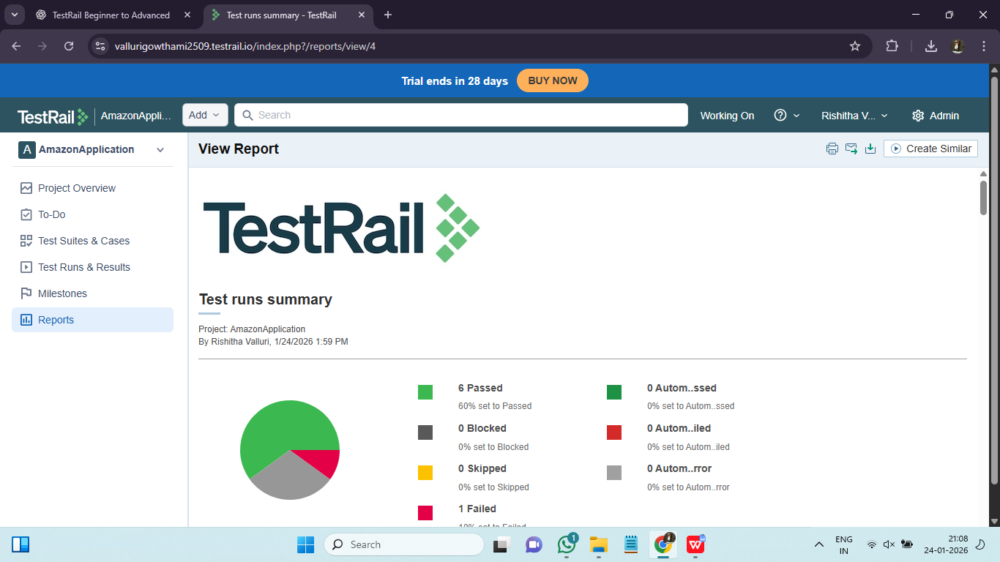 TestRail Beginner to Advanced
Test runs summary - TestRail
vallurigowthami2509.testrail.io/index.php?/reports/view/4
Trial ends in 28 days
BUY NOW
TestRail
AmazonAppli...
Add
Search
Working On
Rishitha V...
Admin
A
AmazonApplication
Project Overview
To-Do
Test Suites & Cases
Test Runs & Results
Milestones
Reports
View Report
Create Similar
TestRail
Test runs summary
Project: AmazonApplication
By Rishitha Valluri, 1/24/2026 1:59 PM
6 Passed
60% set to Passed
0 Blocked
0% set to Blocked
0 Skipped
0% set to Skipped
1 Failed
10% set to Failed
0 Autom..ssed
0% set to Autom..ssed
0 Autom..iled
0% set to Autom..iled
0 Autom..rror
0% set to Autom..rror
Search
1
W
ENG
IN
21:08
24-01-2026